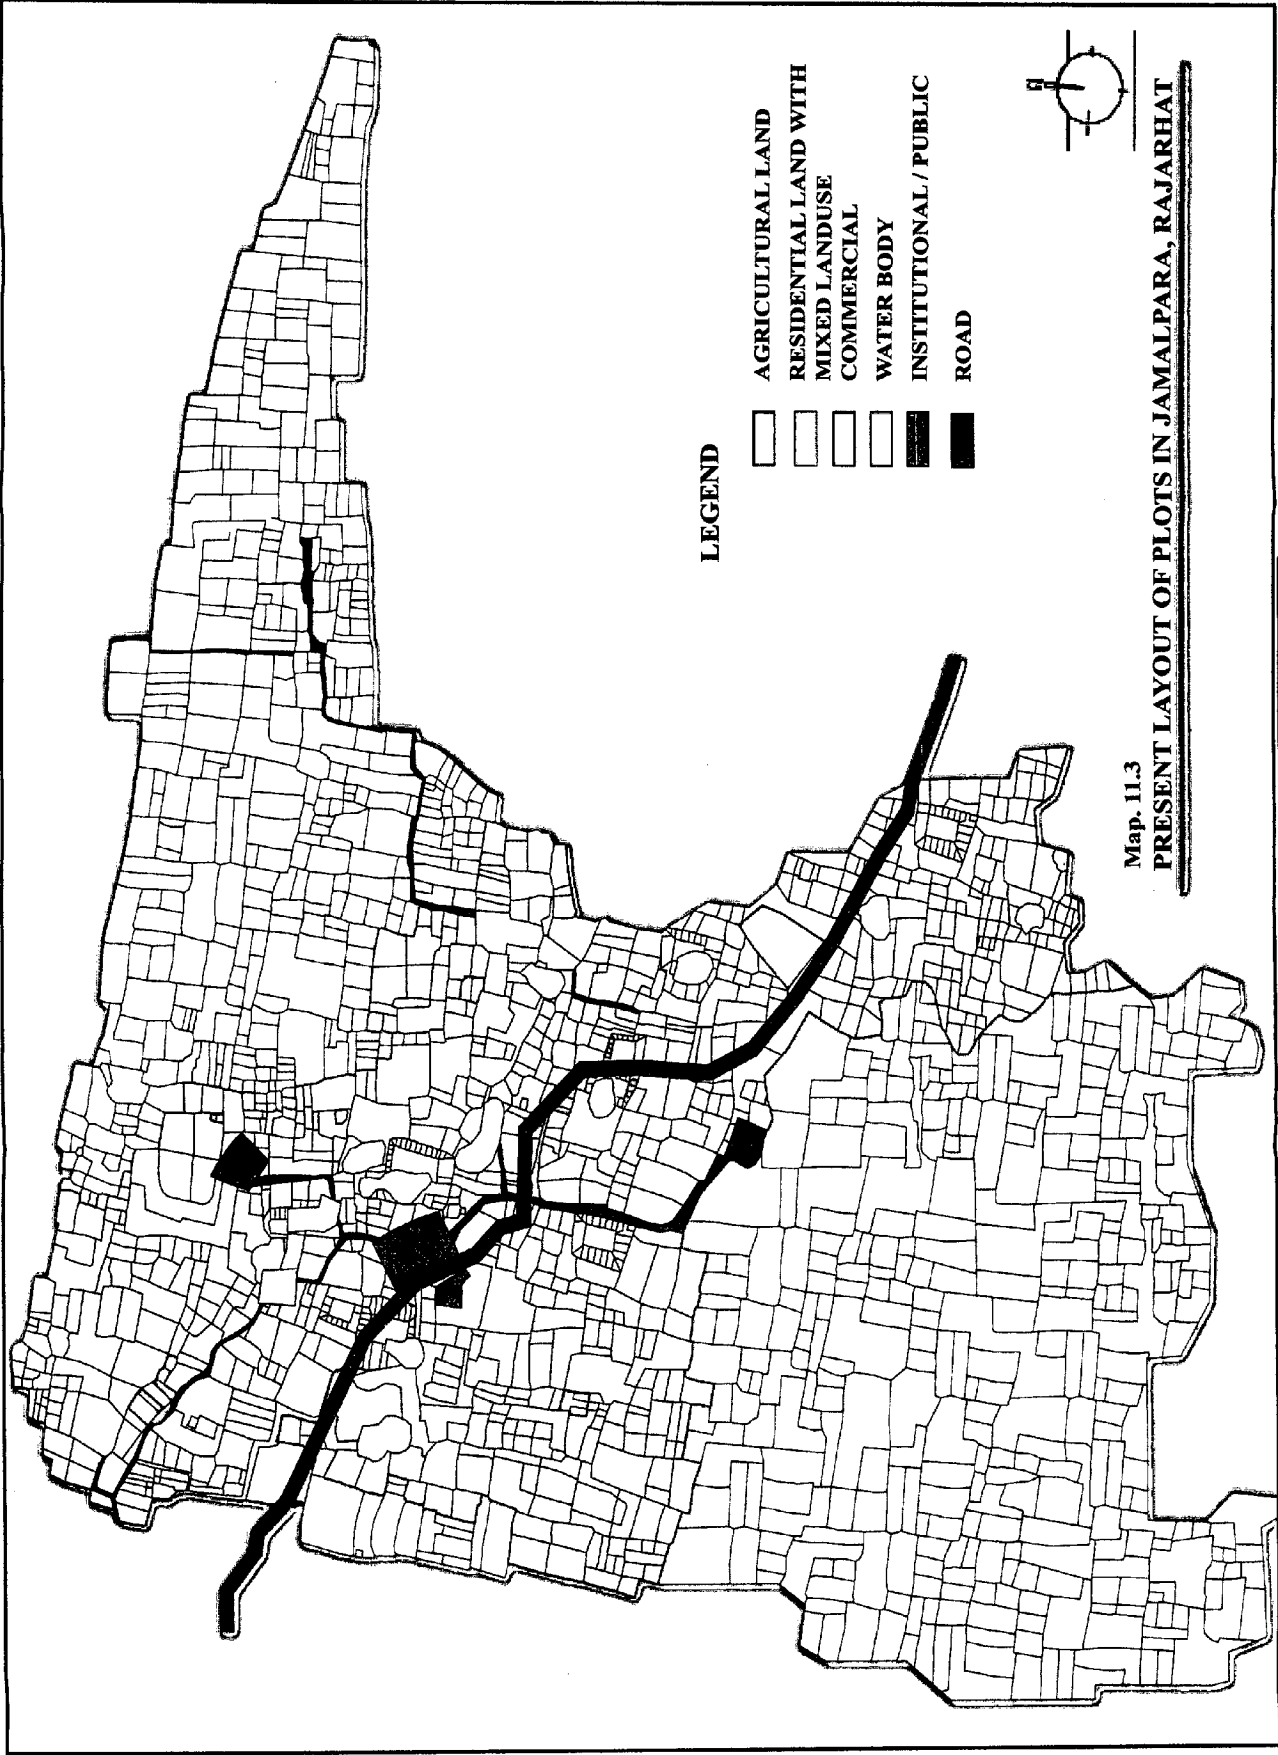 LEGEND
AGRICULTURAL LAND
RESIDENTIAL LAND WITH
MIXED LANDUSE
COMMERCIAL
WATER BODY
INSTITUTIONAL / PUBLIC
ROAD
Map. 11.3
PRESENT LAYOUT OF PLOTS IN JAMALPARA, RAJARHAT